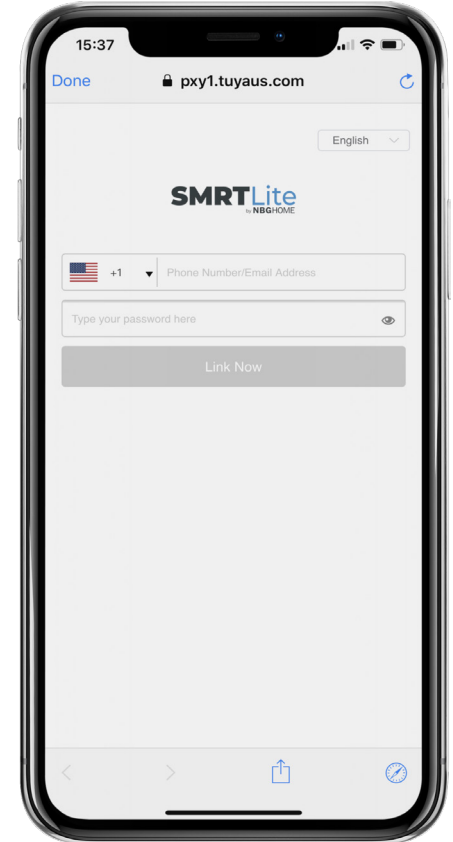 15:37
Done
pxy1.tuyaus.com
English
SMRTLite
by NBGHOME
+1
Phone Number/Email Address
Type your password here
Link Now